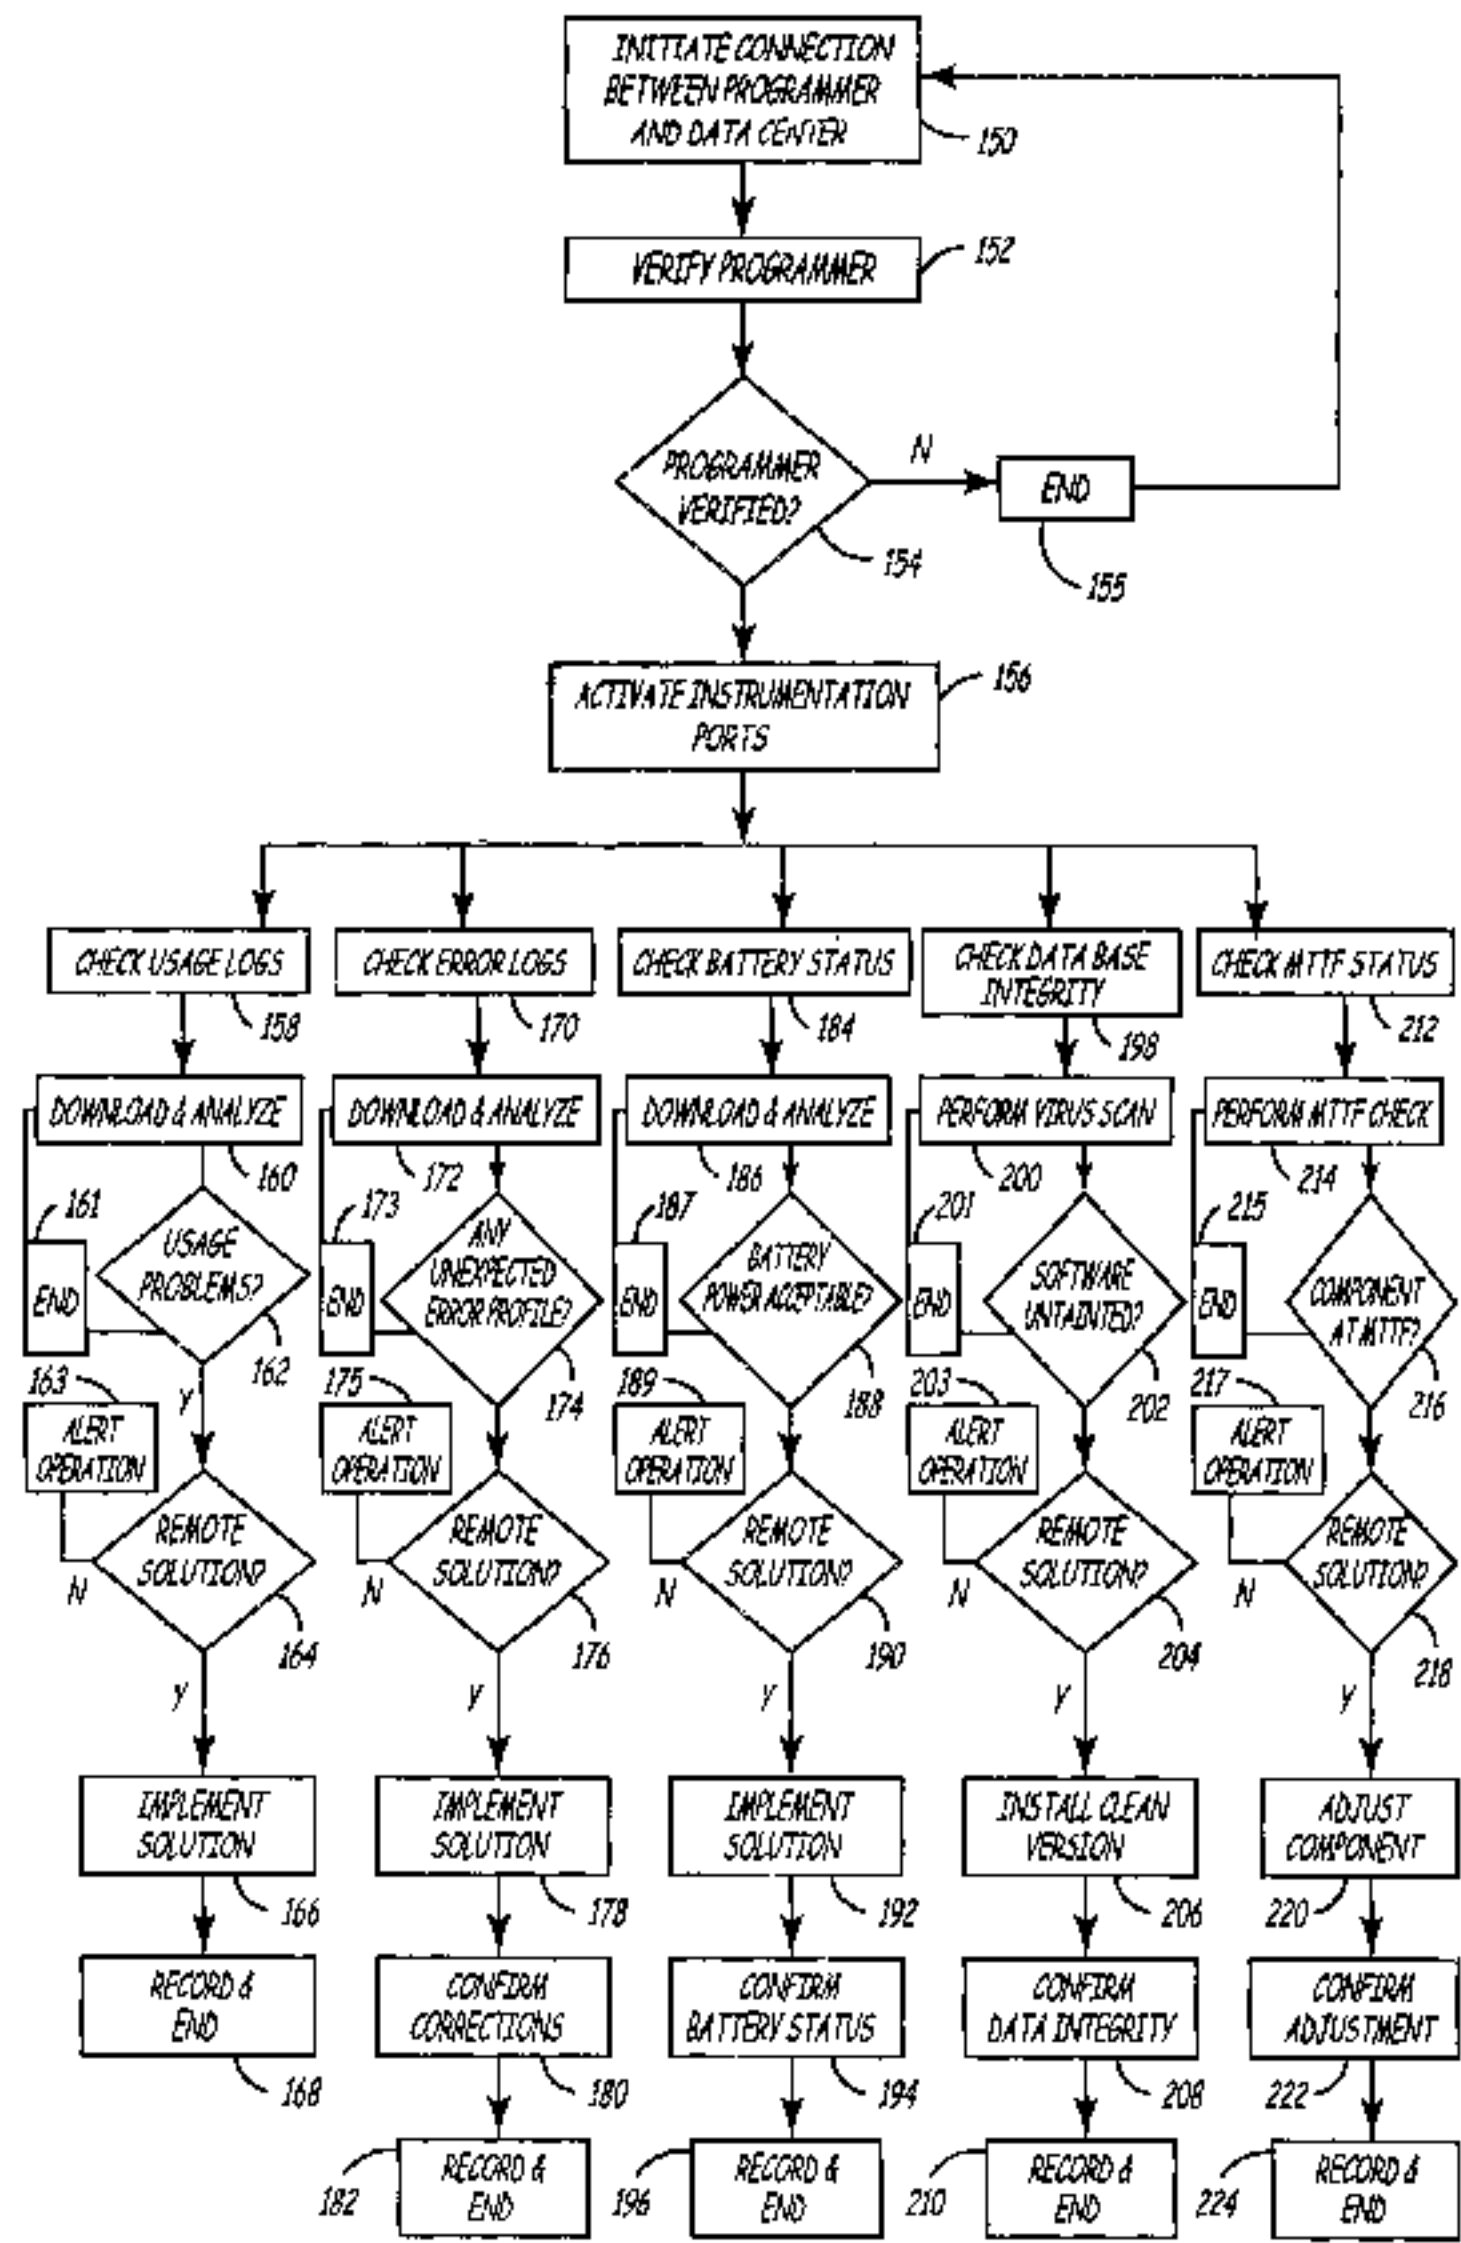 INITIATE CONNECTION
BETWEEN PROGRAMMER
AND DATA CENTER
150
VERIFY PROGRAMMER
152
PROGRAMMER
VERIFIED?
154
N
END
155
ACTIVATE INSTRUMENTATION
PORTS
156
CHECK USAGE LOGS
158
CHECK ERROR LOGS
170
CHECK BATTERY STATUS
184
CHECK DATA BASE
INTEGRITY
198
CHECK MTTF STATUS
212
DOWNLOAD & ANALYZE
160
DOWNLOAD & ANALYZE
172
DOWNLOAD & ANALYZE
186
PERFORM VIRUS SCAN
200
PERFORM MTTF CHECK
214
161
END
USAGE
PROBLEMS?
162
Y
173
END
ANY
UNEXPECTED
ERROR PROFILE?
174
187
END
BATTERY
POWER ACCEPTABLE?
188
201
END
SOFTWARE
UNTAINTED?
202
215
END
COMPONENT
AT MTTF?
216
163
ALERT
OPERATION
REMOTE
SOLUTION?
N
164
Y
175
ALERT
OPERATION
REMOTE
SOLUTION?
N
176
Y
189
ALERT
OPERATION
REMOTE
SOLUTION?
N
190
Y
203
ALERT
OPERATION
REMOTE
SOLUTION?
N
204
Y
217
ALERT
OPERATION
REMOTE
SOLUTION?
N
218
Y
IMPLEMENT
SOLUTION
166
IMPLEMENT
SOLUTION
178
IMPLEMENT
SOLUTION
192
INSTALL CLEAN
VERSION
206
ADJUST
COMPONENT
220
RECORD &
END
168
CONFIRM
CORRECTIONS
180
CONFIRM
BATTERY STATUS
194
CONFIRM
DATA INTEGRITY
208
CONFIRM
ADJUSTMENT
222
182
RECORD &
END
196
RECORD &
END
210
RECORD &
END
224
RECORD &
END